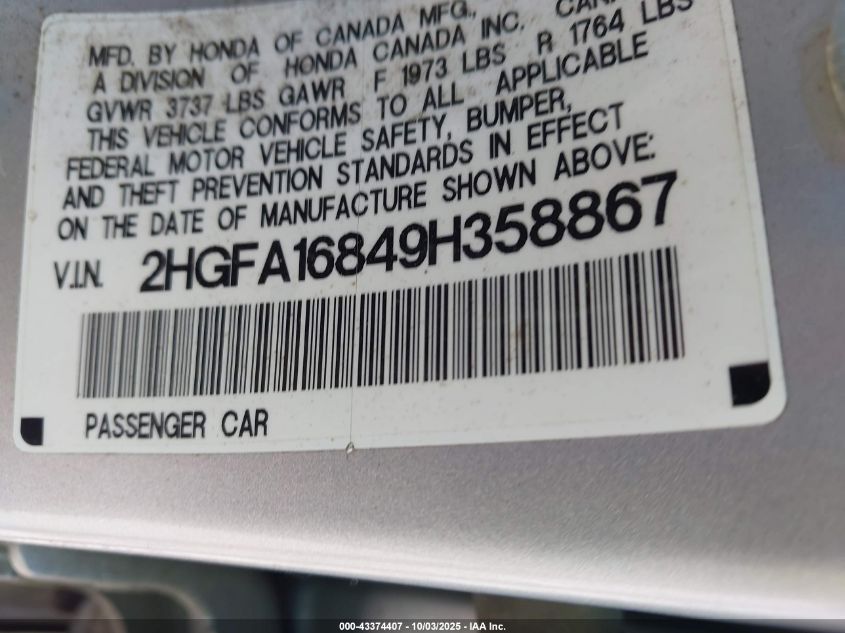 MFD. BY HONDA OF CANADA MFG.,
A DIVISION OF HONDA CANADA INC.
GVWR 3737 LBS GAWR F 1973 LBS R 1764 LBS
THIS VEHICLE CONFORMS TO ALL APPLICABLE
FEDERAL MOTOR VEHICLE SAFETY, BUMPER,
AND THEFT PREVENTION STANDARDS IN EFFECT
ON THE DATE OF MANUFACTURE SHOWN ABOVE:
V.I.N. 2HGFA16849H358867
PASSENGER CAR
000-43374407 - 10/03/2025 - IAA Inc.